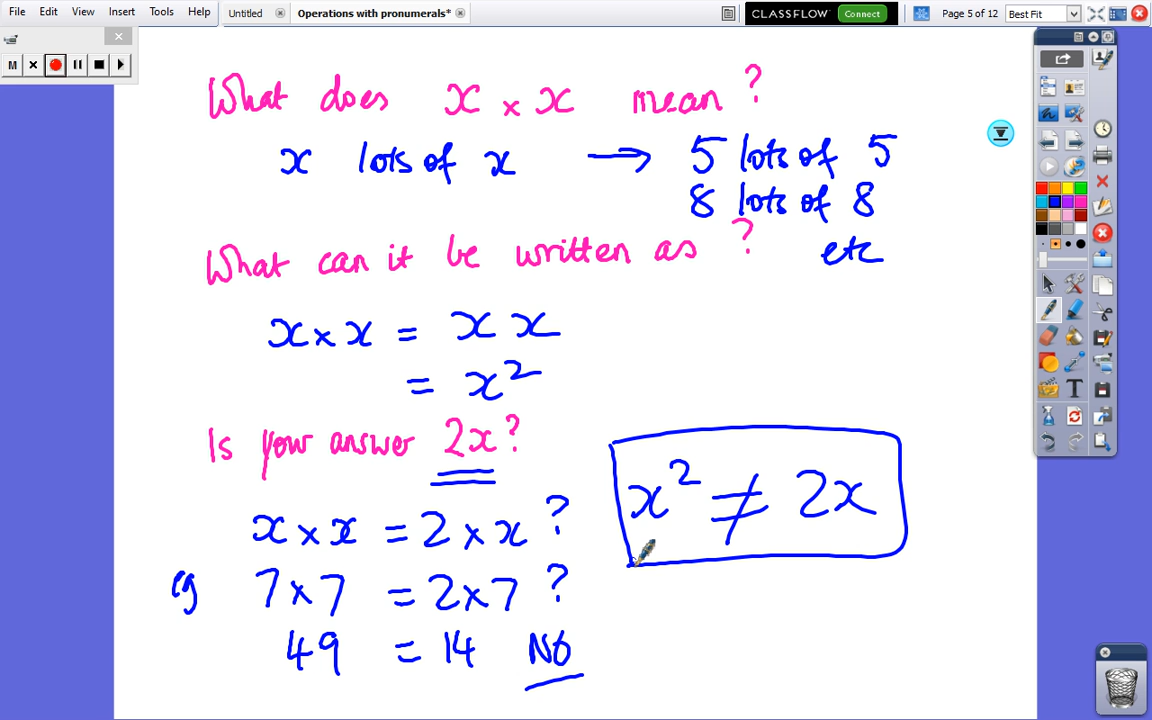 File Edit View Insert Tools Help
Untitled Operations with pronumerals* CLASSFLOW Connect Page 5 of 12 Best Fit
M
What does x × x mean?
x lots of x → 5 lots of 5
8 lots of 8
etc
What can it be written as?
x × x = x x
= x²
Is your answer 2x?
x × x = 2 × x ?
eg 7 × 7 = 2 × 7 ?
49 = 14 NO
x² ≠ 2x